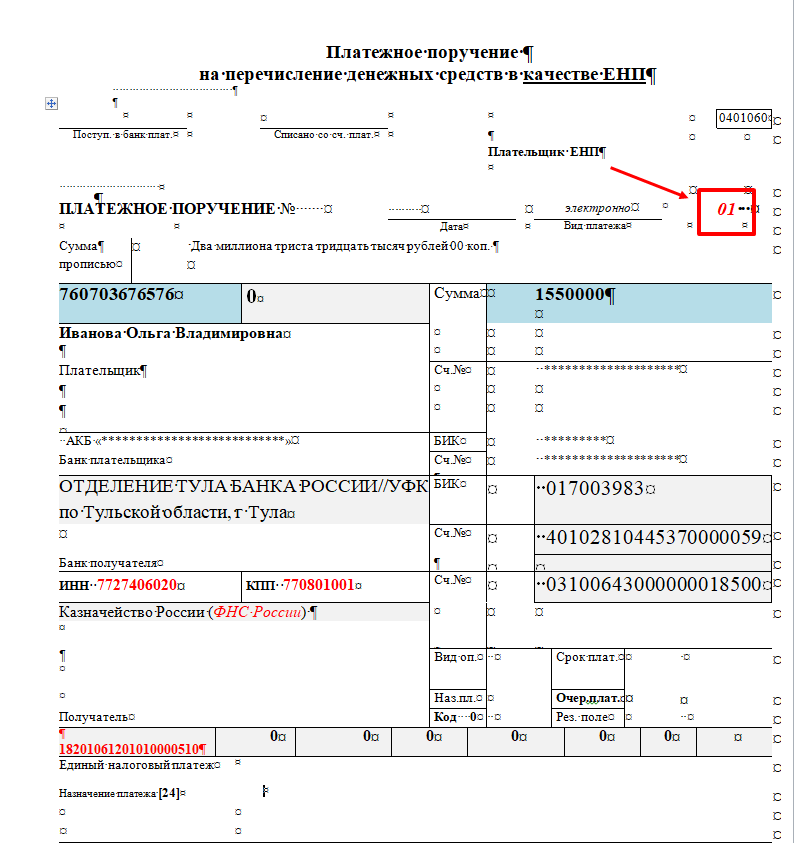 Платежное поручение
на перечисление денежных средств в качестве ЕНП
0401060
Поступ. в банк плат. Списано со сч. плат.
Плательщик ЕНП
ПЛАТЕЖНОЕ ПОРУЧЕНИЕ № электронно 01
Дата Вид платежа
Сумма прописью Два миллиона триста тридцать тысяч рублей 00 коп.
760703676576 0 Сумма 1550000
Иванова Ольга Владимировна
Плательщик Сч.№ ********************
АКБ «**************************» БИК *********
Банк плательщика Сч.№ ********************
ОТДЕЛЕНИЕ ТУЛА БАНКА РОССИИ//УФК БИК 017003983
по Тульской области, г Тула
Сч.№ 40102810445370000059
Банк получателя
ИНН 7727406020 КПП 770801001 Сч.№ 03100643000000018500
Казначейство России (ФНС России)
Вид оп. Срок плат.
Наз.пл. Очер.плат.
Получатель Код 0 Рез. поле
18201061201010000510 0 0 0 0 0 0
Единый налоговый платеж
Назначение платежа [24]